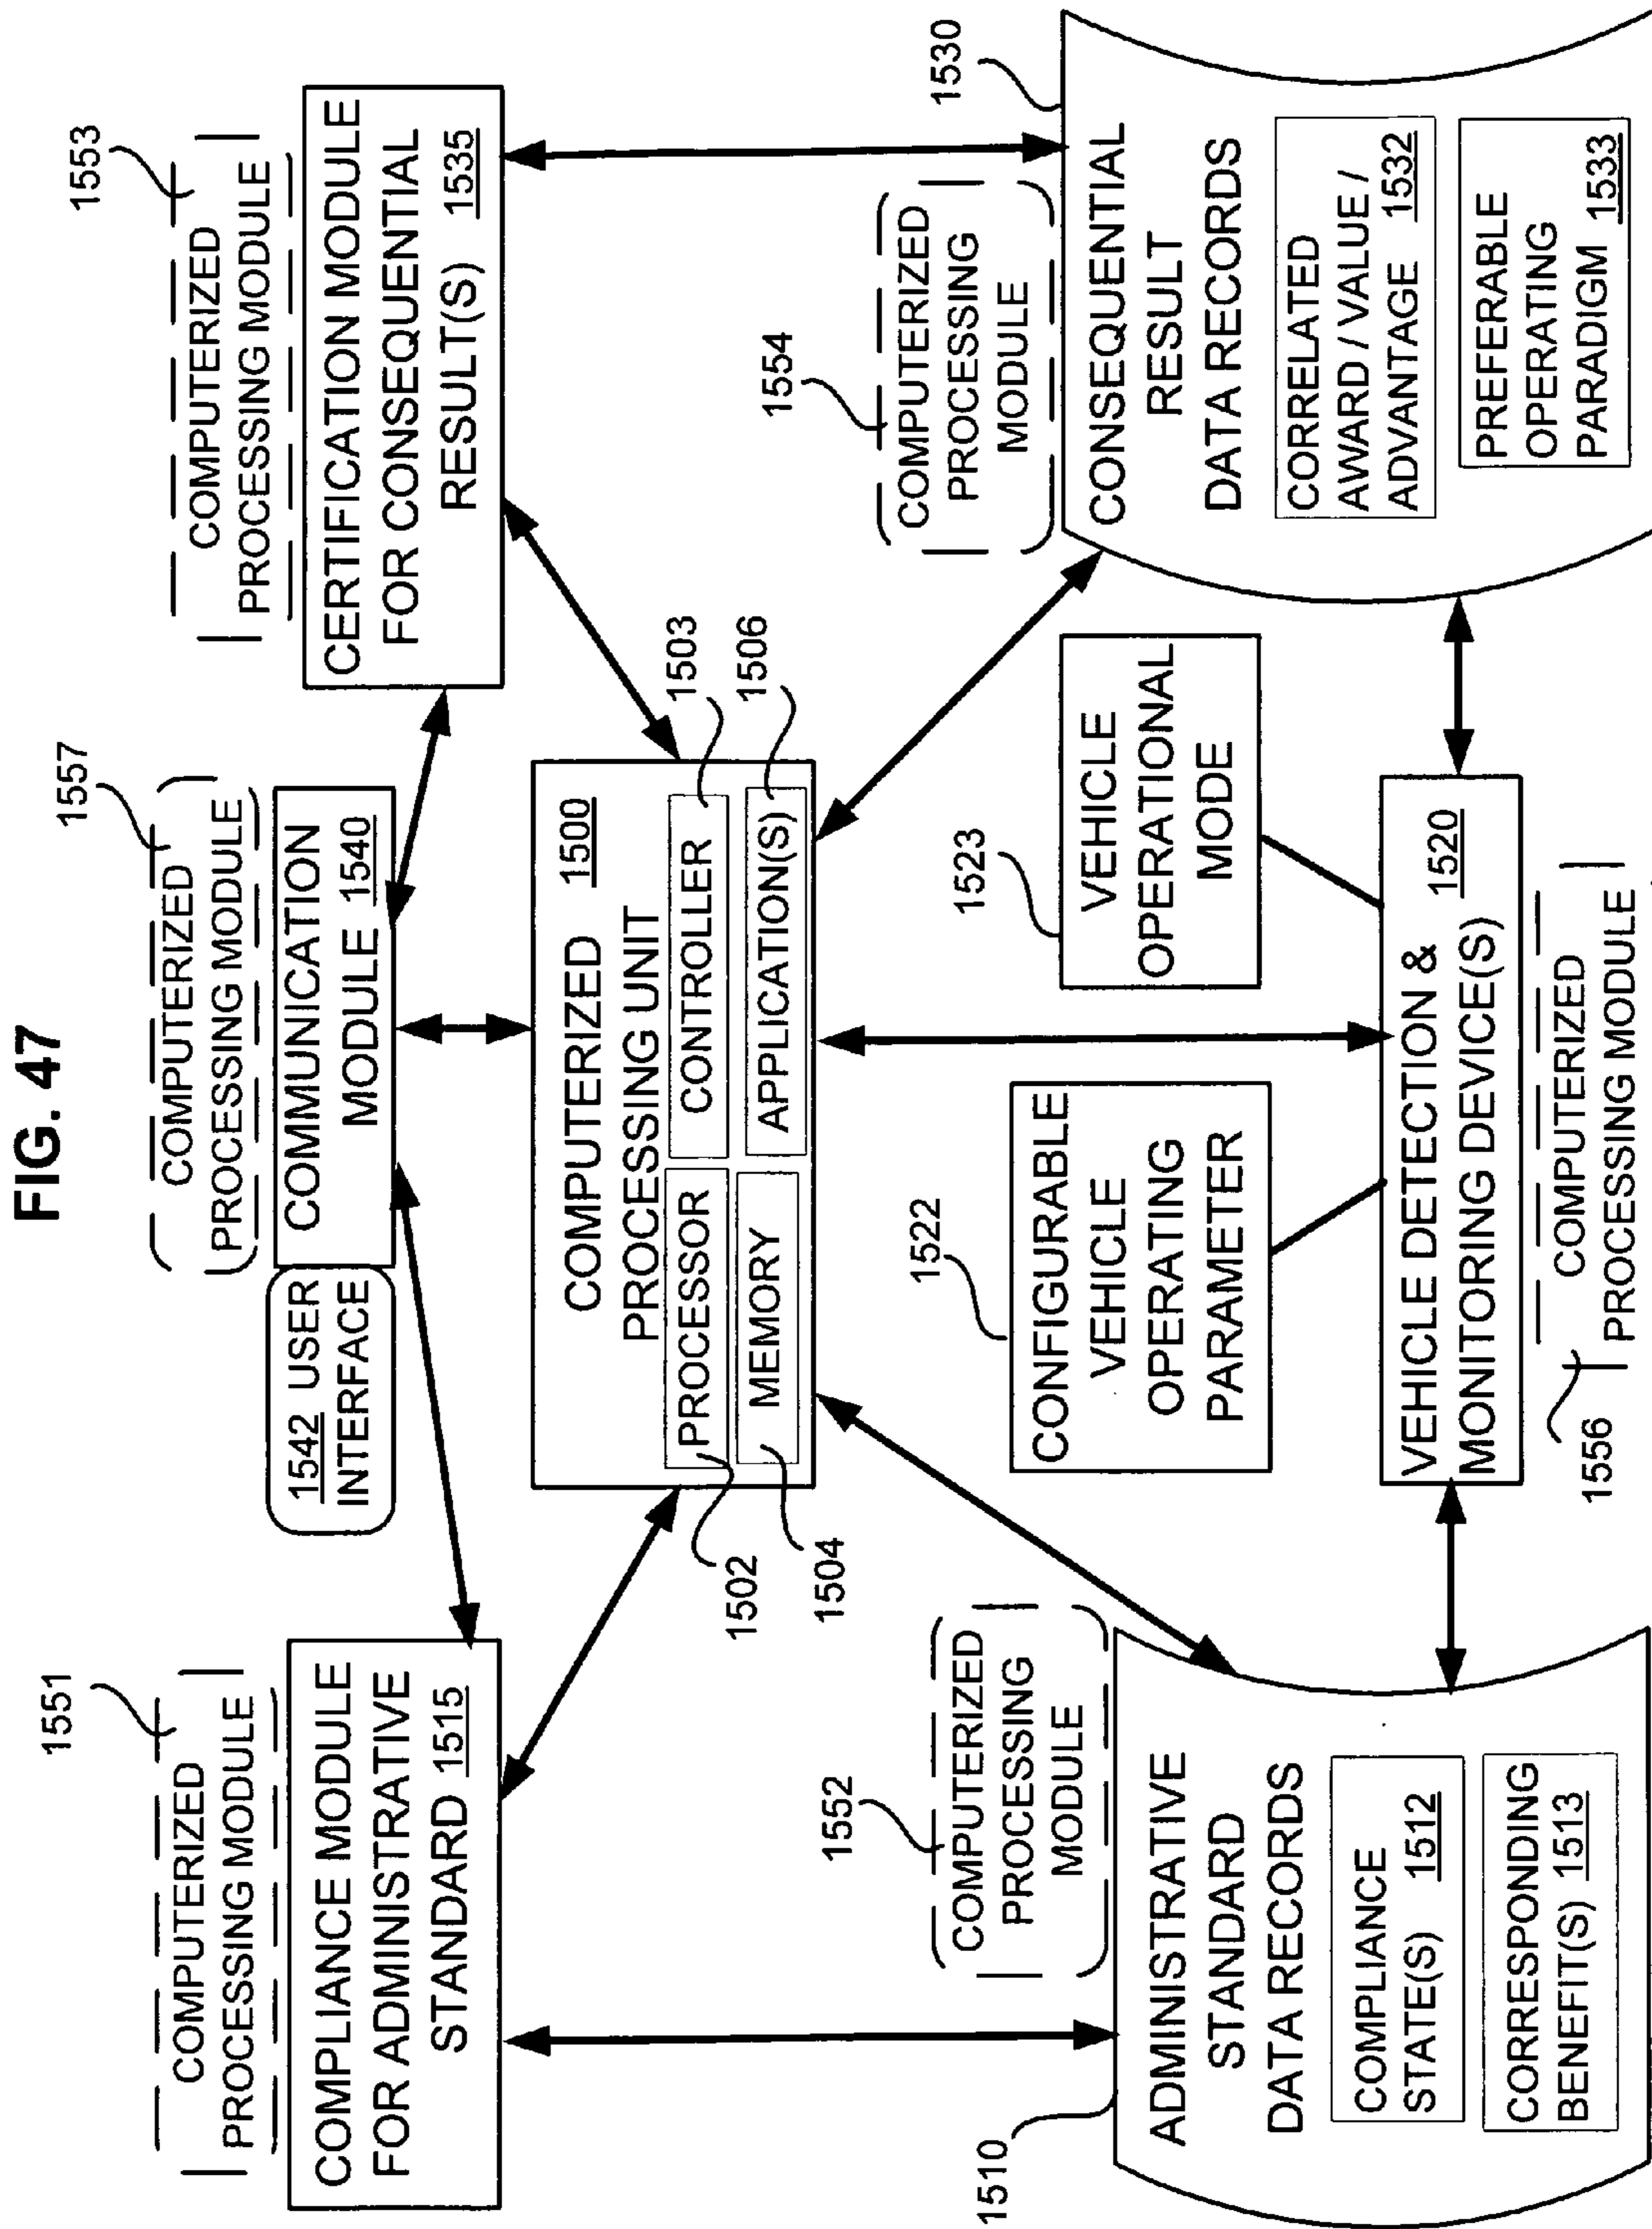 FIG. 47
1551
COMPUTERIZED
PROCESSING MODULE
COMPLIANCE MODULE
FOR ADMINISTRATIVE
STANDARD 1515
1557
COMPUTERIZED
PROCESSING MODULE
1542 USER
INTERFACE
COMMUNICATION
MODULE 1540
1553
COMPUTERIZED
PROCESSING MODULE
CERTIFICATION MODULE
FOR CONSEQUENTIAL
RESULT(S) 1535
COMPUTERIZED 1500
PROCESSING UNIT
PROCESSOR
CONTROLLER
MEMORY
APPLICATION(S)
1502
1504
1503
1506
1552
COMPUTERIZED
PROCESSING
MODULE
1510
ADMINISTRATIVE
STANDARD
DATA RECORDS
COMPLIANCE
STATE(S) 1512
CORRESPONDING
BENEFIT(S) 1513
1522
CONFIGURABLE
VEHICLE
OPERATING
PARAMETER
1523
VEHICLE
OPERATIONAL
MODE
VEHICLE DETECTION & 1520
MONITORING DEVICE(S)
1556
COMPUTERIZED
PROCESSING MODULE
1554
COMPUTERIZED
PROCESSING
MODULE
1530
CONSEQUENTIAL
RESULT
DATA RECORDS
CORRELATED
AWARD / VALUE /
ADVANTAGE 1532
PREFERABLE
OPERATING
PARADIGM 1533